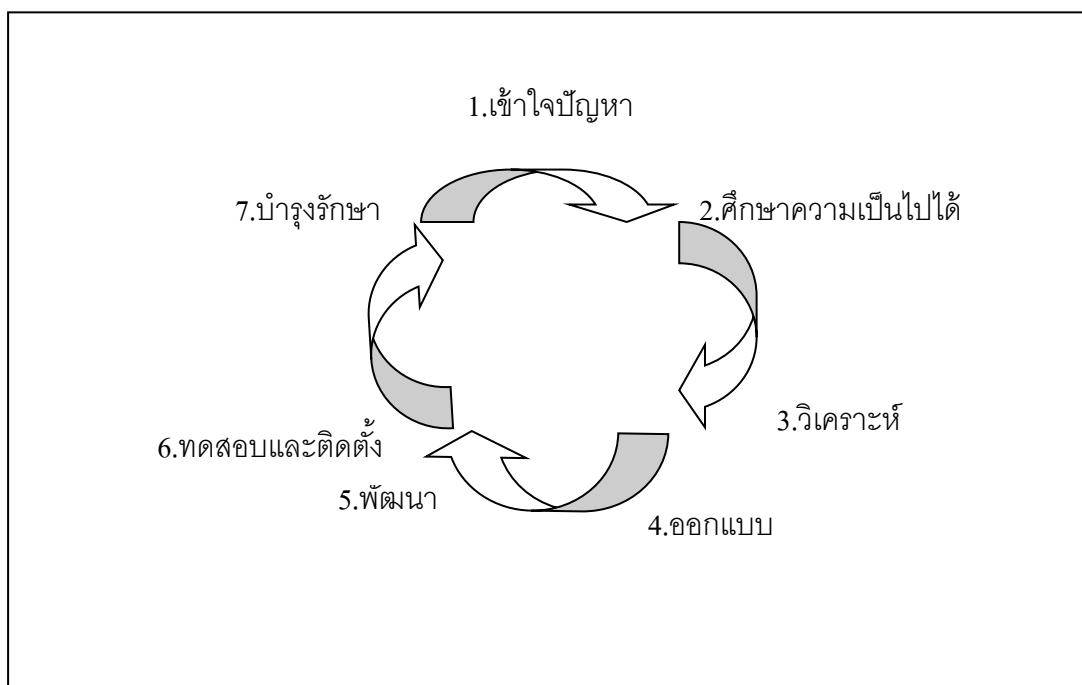 1.เข้าใจปัญหา
2.ศึกษาความเป็นไปได้
3.วิเคราะห์
4.ออกแบบ
5.พัฒนา
6.ทดสอบและติดตั้ง
7.บำรุงรักษา